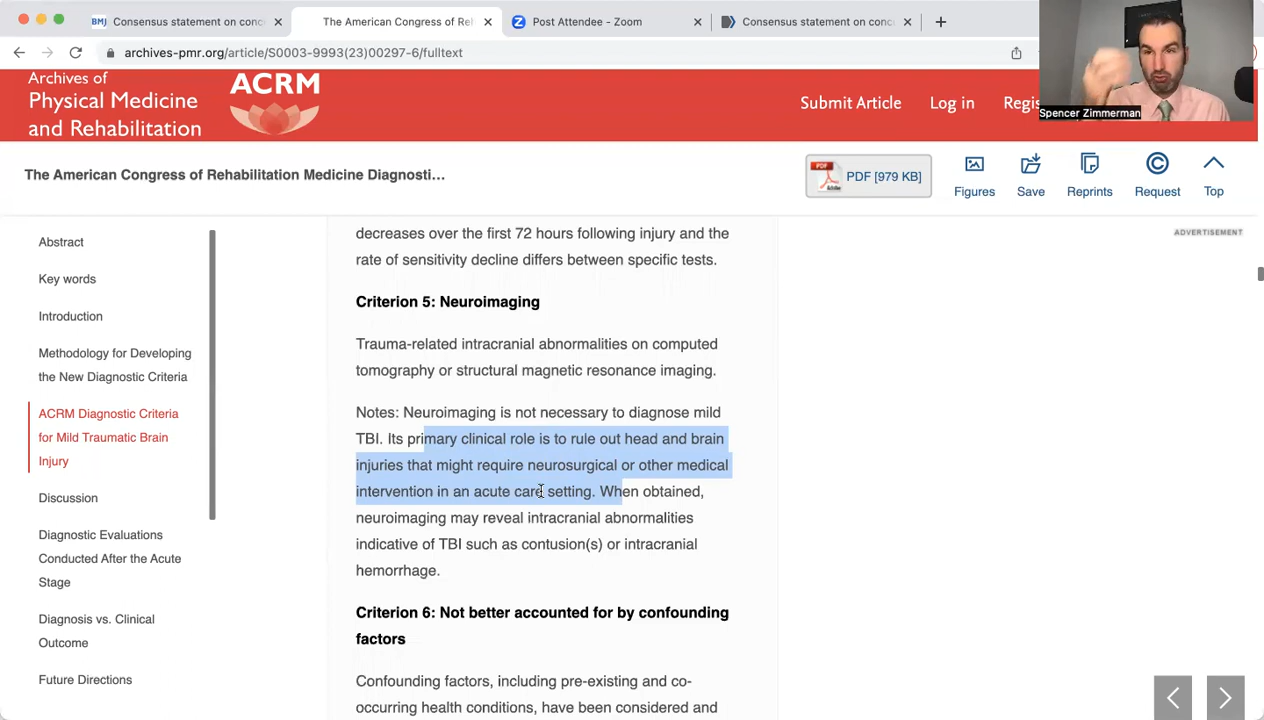 BMJ Consensus statement on conc
The American Congress of Reh
Post Attendee - Zoom
Consensus statement on conc
archives-pmr.org/article/S0003-9993(23)00297-6/fulltext
Spencer Zimmerman
Archives of
Physical Medicine
and Rehabilitation
ACRM
Submit Article
Log in
Regi
The American Congress of Rehabilitation Medicine Diagnosti...
PDF
Adobe
PDF [979 KB]
Figures
Save
Reprints
Request
Top
ADVERTISEMENT
Abstract
Key words
Introduction
Methodology for Developing
the New Diagnostic Criteria
ACRM Diagnostic Criteria
for Mild Traumatic Brain
Injury
Discussion
Diagnostic Evaluations
Conducted After the Acute
Stage
Diagnosis vs. Clinical
Outcome
Future Directions
decreases over the first 72 hours following injury and the
rate of sensitivity decline differs between specific tests.
Criterion 5: Neuroimaging
Trauma-related intracranial abnormalities on computed
tomography or structural magnetic resonance imaging.
Notes: Neuroimaging is not necessary to diagnose mild
TBI. Its primary clinical role is to rule out head and brain
injuries that might require neurosurgical or other medical
intervention in an acute care setting. When obtained,
neuroimaging may reveal intracranial abnormalities
indicative of TBI such as contusion(s) or intracranial
hemorrhage.
Criterion 6: Not better accounted for by confounding
factors
Confounding factors, including pre-existing and co-
occurring health conditions, have been considered and